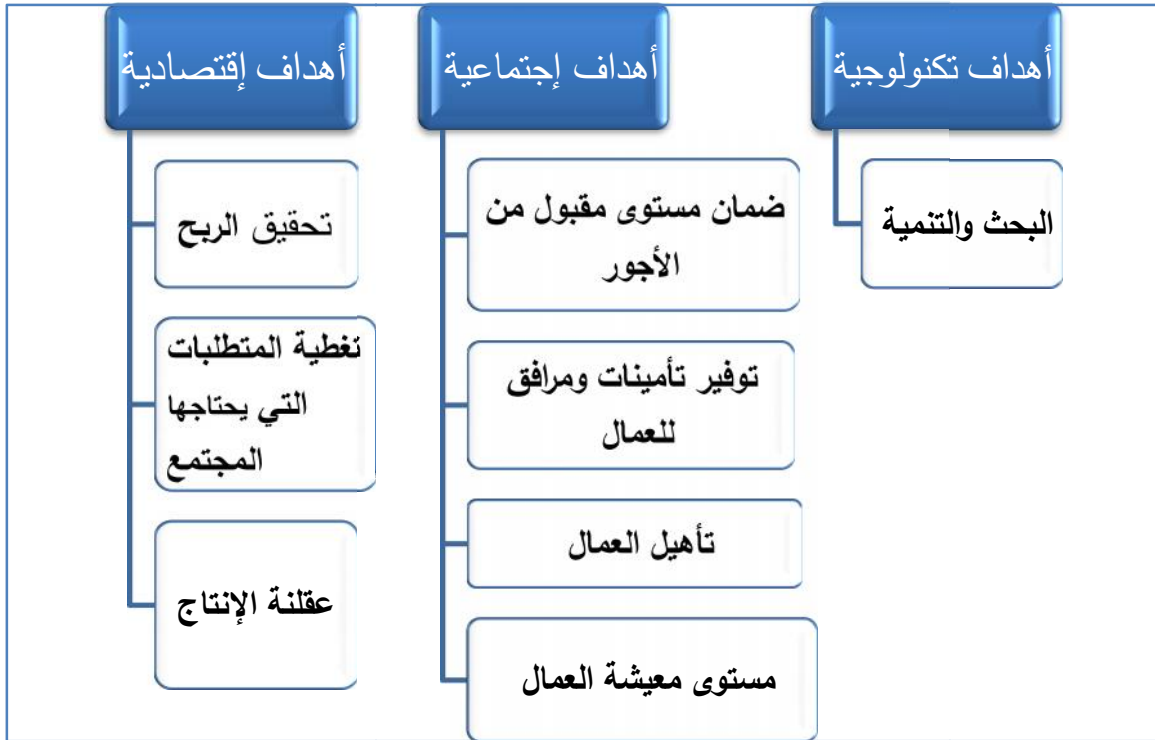 أهداف تكنولوجية
البحث والتنمية
أهداف إجتماعية
ضمان مستوى مقبول من
الأجور
توفير تأمينات ومرافق
للعمال
تأهيل العمال
مستوى معيشة العمال
أهداف إقتصادية
تحقيق الربح
تغطية المتطلبات
التي يحتاجها
المجتمع
عقلنة الإنتاج